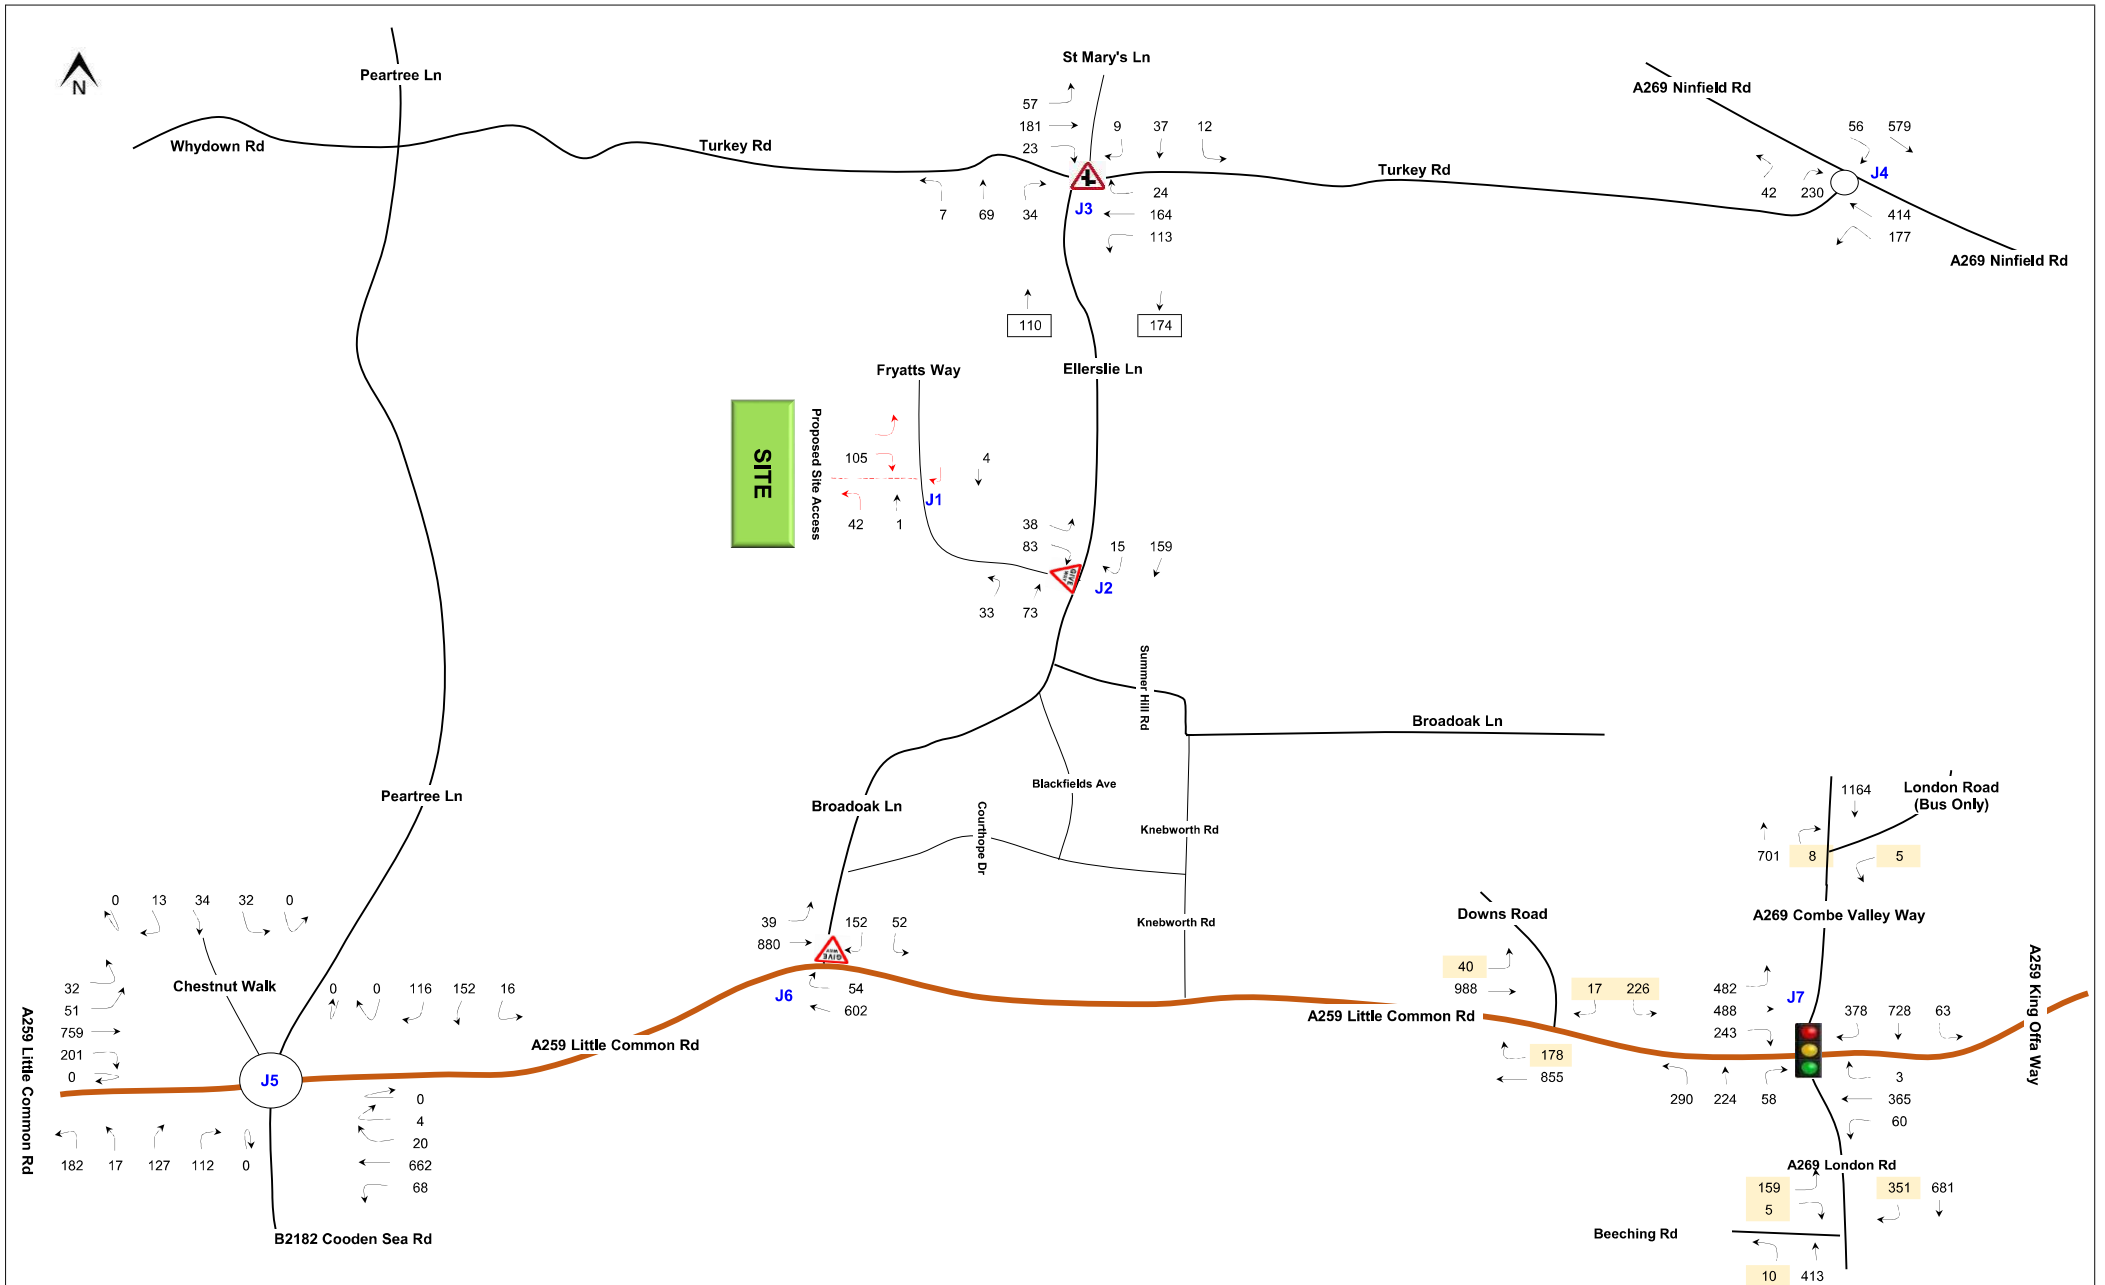 St Mary's Ln
Peartree Ln
A269 Ninfield Rd
N
57
181 9 37 12
23
56 579
Whydown Rd
Turkey Rd
Turkey Rd
J4
24
42 230
7 69 34
J3
164
414
113
177
A269 Ninfield Rd
110
174
Fryatts Way
Ellerslie Ln
SITE
Proposed Site Access
105
4
J1
42 1
38
83
15 159
GIVE WAY
J2
33 73
Summer Hill Rd
Broadoak Ln
Blackfields Ave
Peartree Ln
Broadoak Ln
Courthope Dr
Knebworth Rd
1164
London Road
(Bus Only)
701 8 5
0 13 34 32 0
39
880
152 52
GIVE WAY
Knebworth Rd
Downs Road
A269 Combe Valley Way
A259 King Offa Way
40
988
17 226
482
488
243
J7
378 728 63
Chestnut Walk
32
51
759
201
0
0 0 116 152 16
J6
54
602
A259 Little Common Rd
A259 Little Common Rd
A259 Little Common Rd
178
855
J5
290 224 58
3
365
60
0
4
20
662
68
182 17 127 112 0
A269 London Rd
159
5
351 681
B2182 Cooden Sea Rd
Beeching Rd
10 413